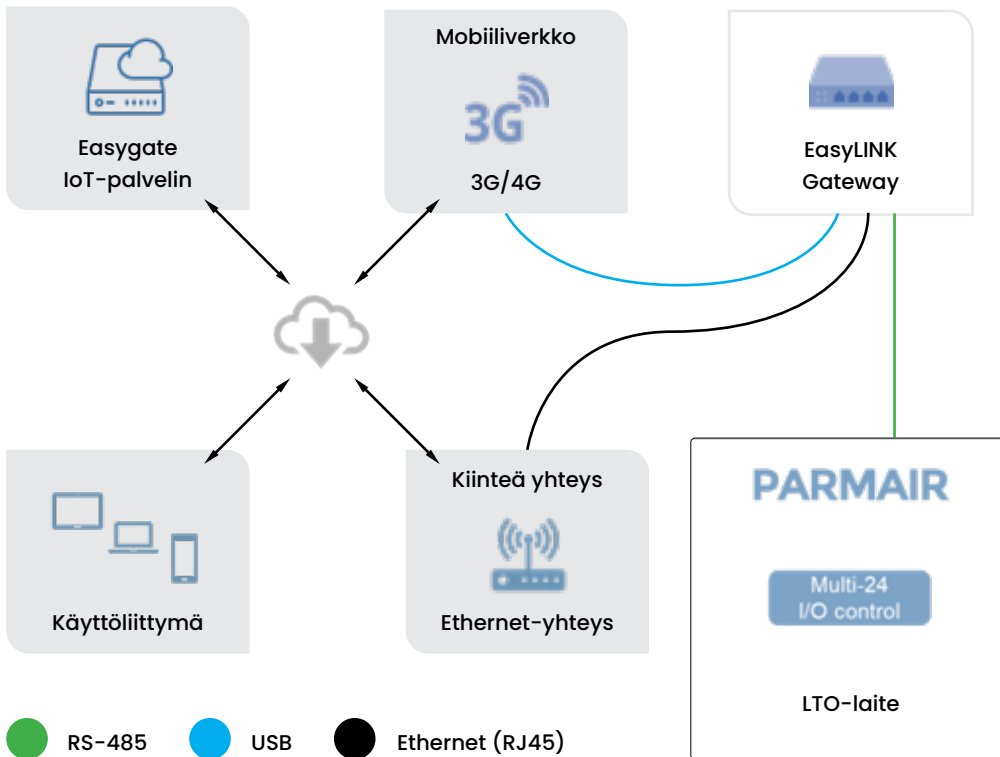 Easygate
IoT-palvelin
Mobiiliverkko
3G
3G/4G
EasyLINK
Gateway
Käyttöliittymä
Kiinteä yhteys
Ethernet-yhteys
PARMAIR
Multi-24
I/O control
LTO-laite
RS-485
USB
Ethernet (RJ45)